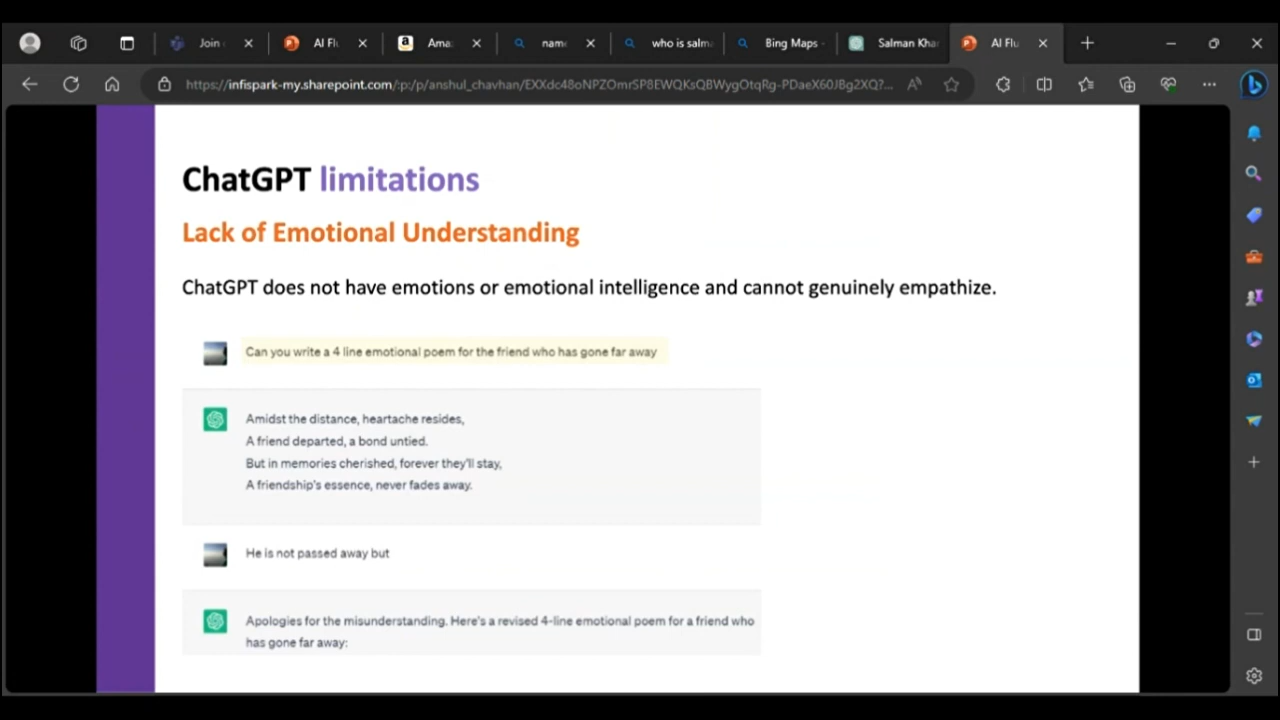 Join
AI Flu
Ama
name
who is salma
Bing Maps -
Salman Khar
AI Flu
https://infispark-my.sharepoint.com/:p:/p/anshul_chavhan/EXXdc48oNPZOmrSP8EWQKsQBWygOtqRg-PDaeX60JBg2XQ?...
ChatGPT limitations
Lack of Emotional Understanding
ChatGPT does not have emotions or emotional intelligence and cannot genuinely empathize.
Can you write a 4 line emotional poem for the friend who has gone far away
Amidst the distance, heartache resides,
A friend departed, a bond untied.
But in memories cherished, forever they'll stay,
A friendship's essence, never fades away.
He is not passed away but
Apologies for the misunderstanding. Here's a revised 4-line emotional poem for a friend who
has gone far away: